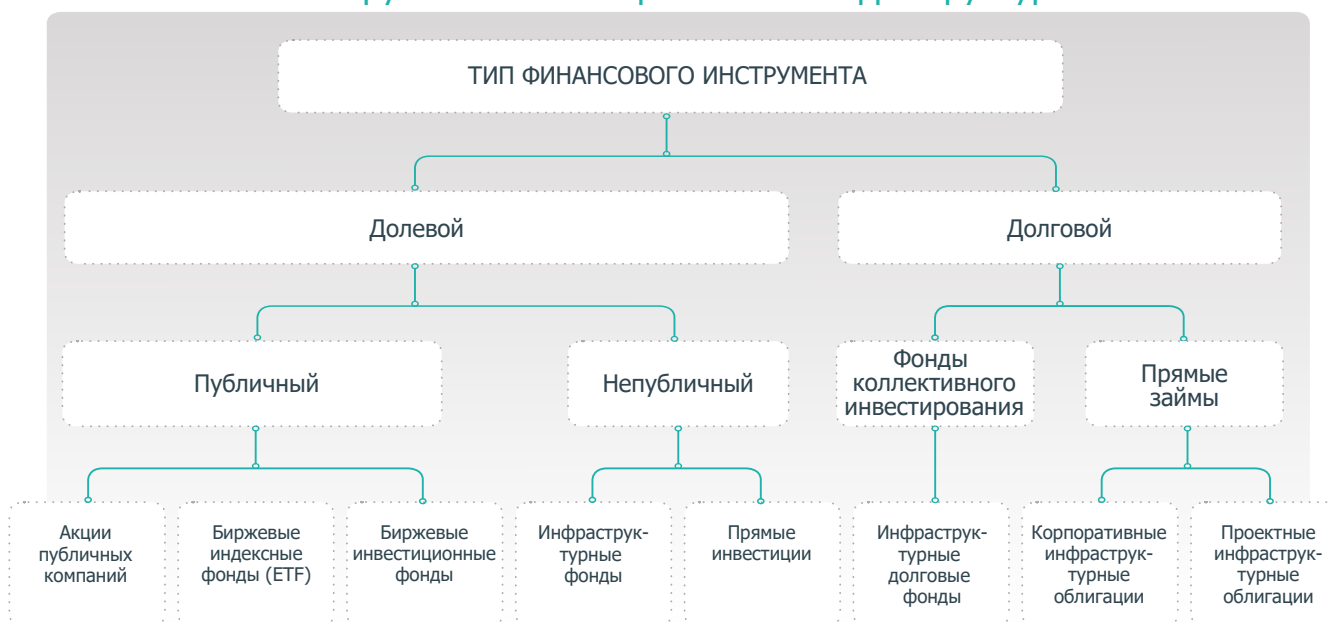 ТИП ФИНАНСОВОГО ИНСТРУМЕНТА
Долевой
Долговой
Публичный
Непубличный
Фонды
коллективного
инвестирования
Прямые
займы
Акции
публичных
компаний
Биржевые
индексные
фонды (ETF)
Биржевые
инвестиционные
фонды
Инфраструк-
турные
фонды
Прямые
инвестиции
Инфраструк-
турные
долговые
фонды
Корпоративные
инфраструк-
турные
облигации
Проектные
инфраструк-
турные
облигации